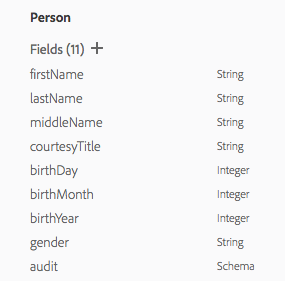 Person
Fields (11) +
firstName String
lastName String
middleName String
courtesyTitle String
birthDay Integer
birthMonth Integer
birthYear Integer
gender String
audit Schema